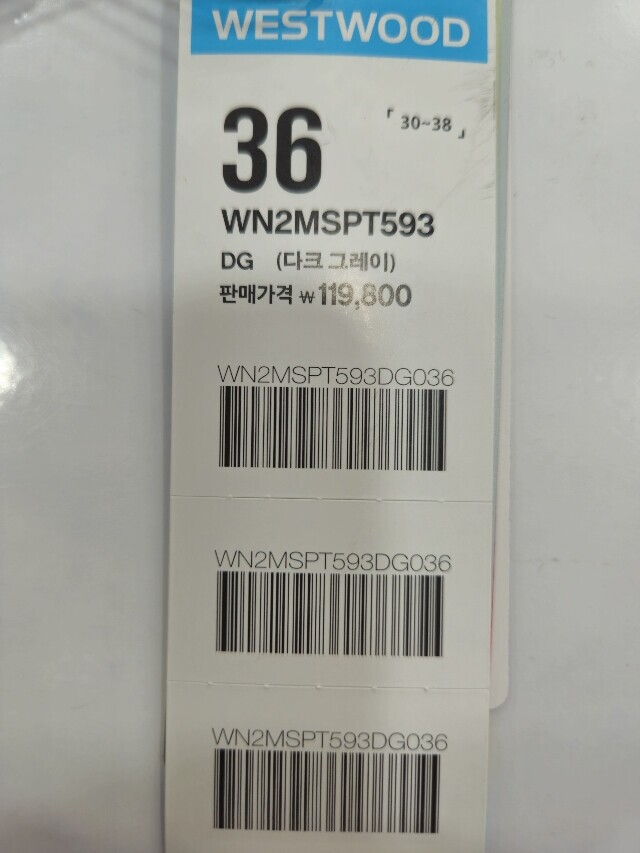 WESTWOOD
36 「 30~38 」
WN2MSPT593
DG (다크 그레이)
판매가격 ₩119,800
WN2MSPT593DG036
WN2MSPT593DG036
WN2MSPT593DG036